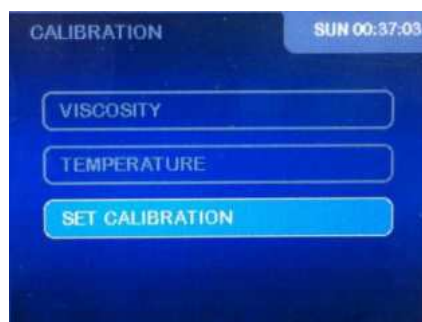 CALIBRATION SUN 00:37:03
VISCOSITY
TEMPERATURE
SET CALIBRATION